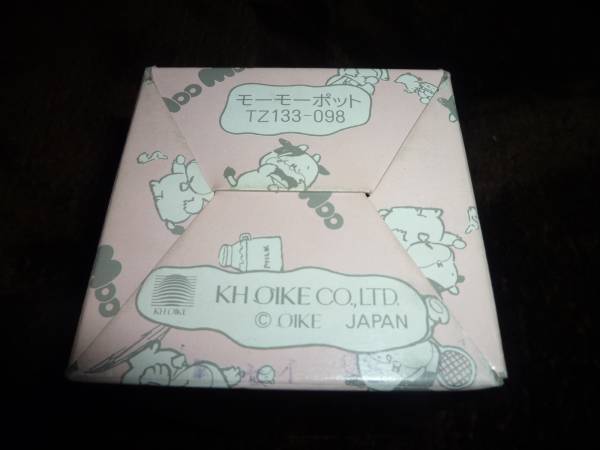 Moo Moo
モーモーポット
TZ133-098
Moo
Moo
MILK
KH OIKE CO.,LTD.
KH OIKE
© OIKE JAPAN